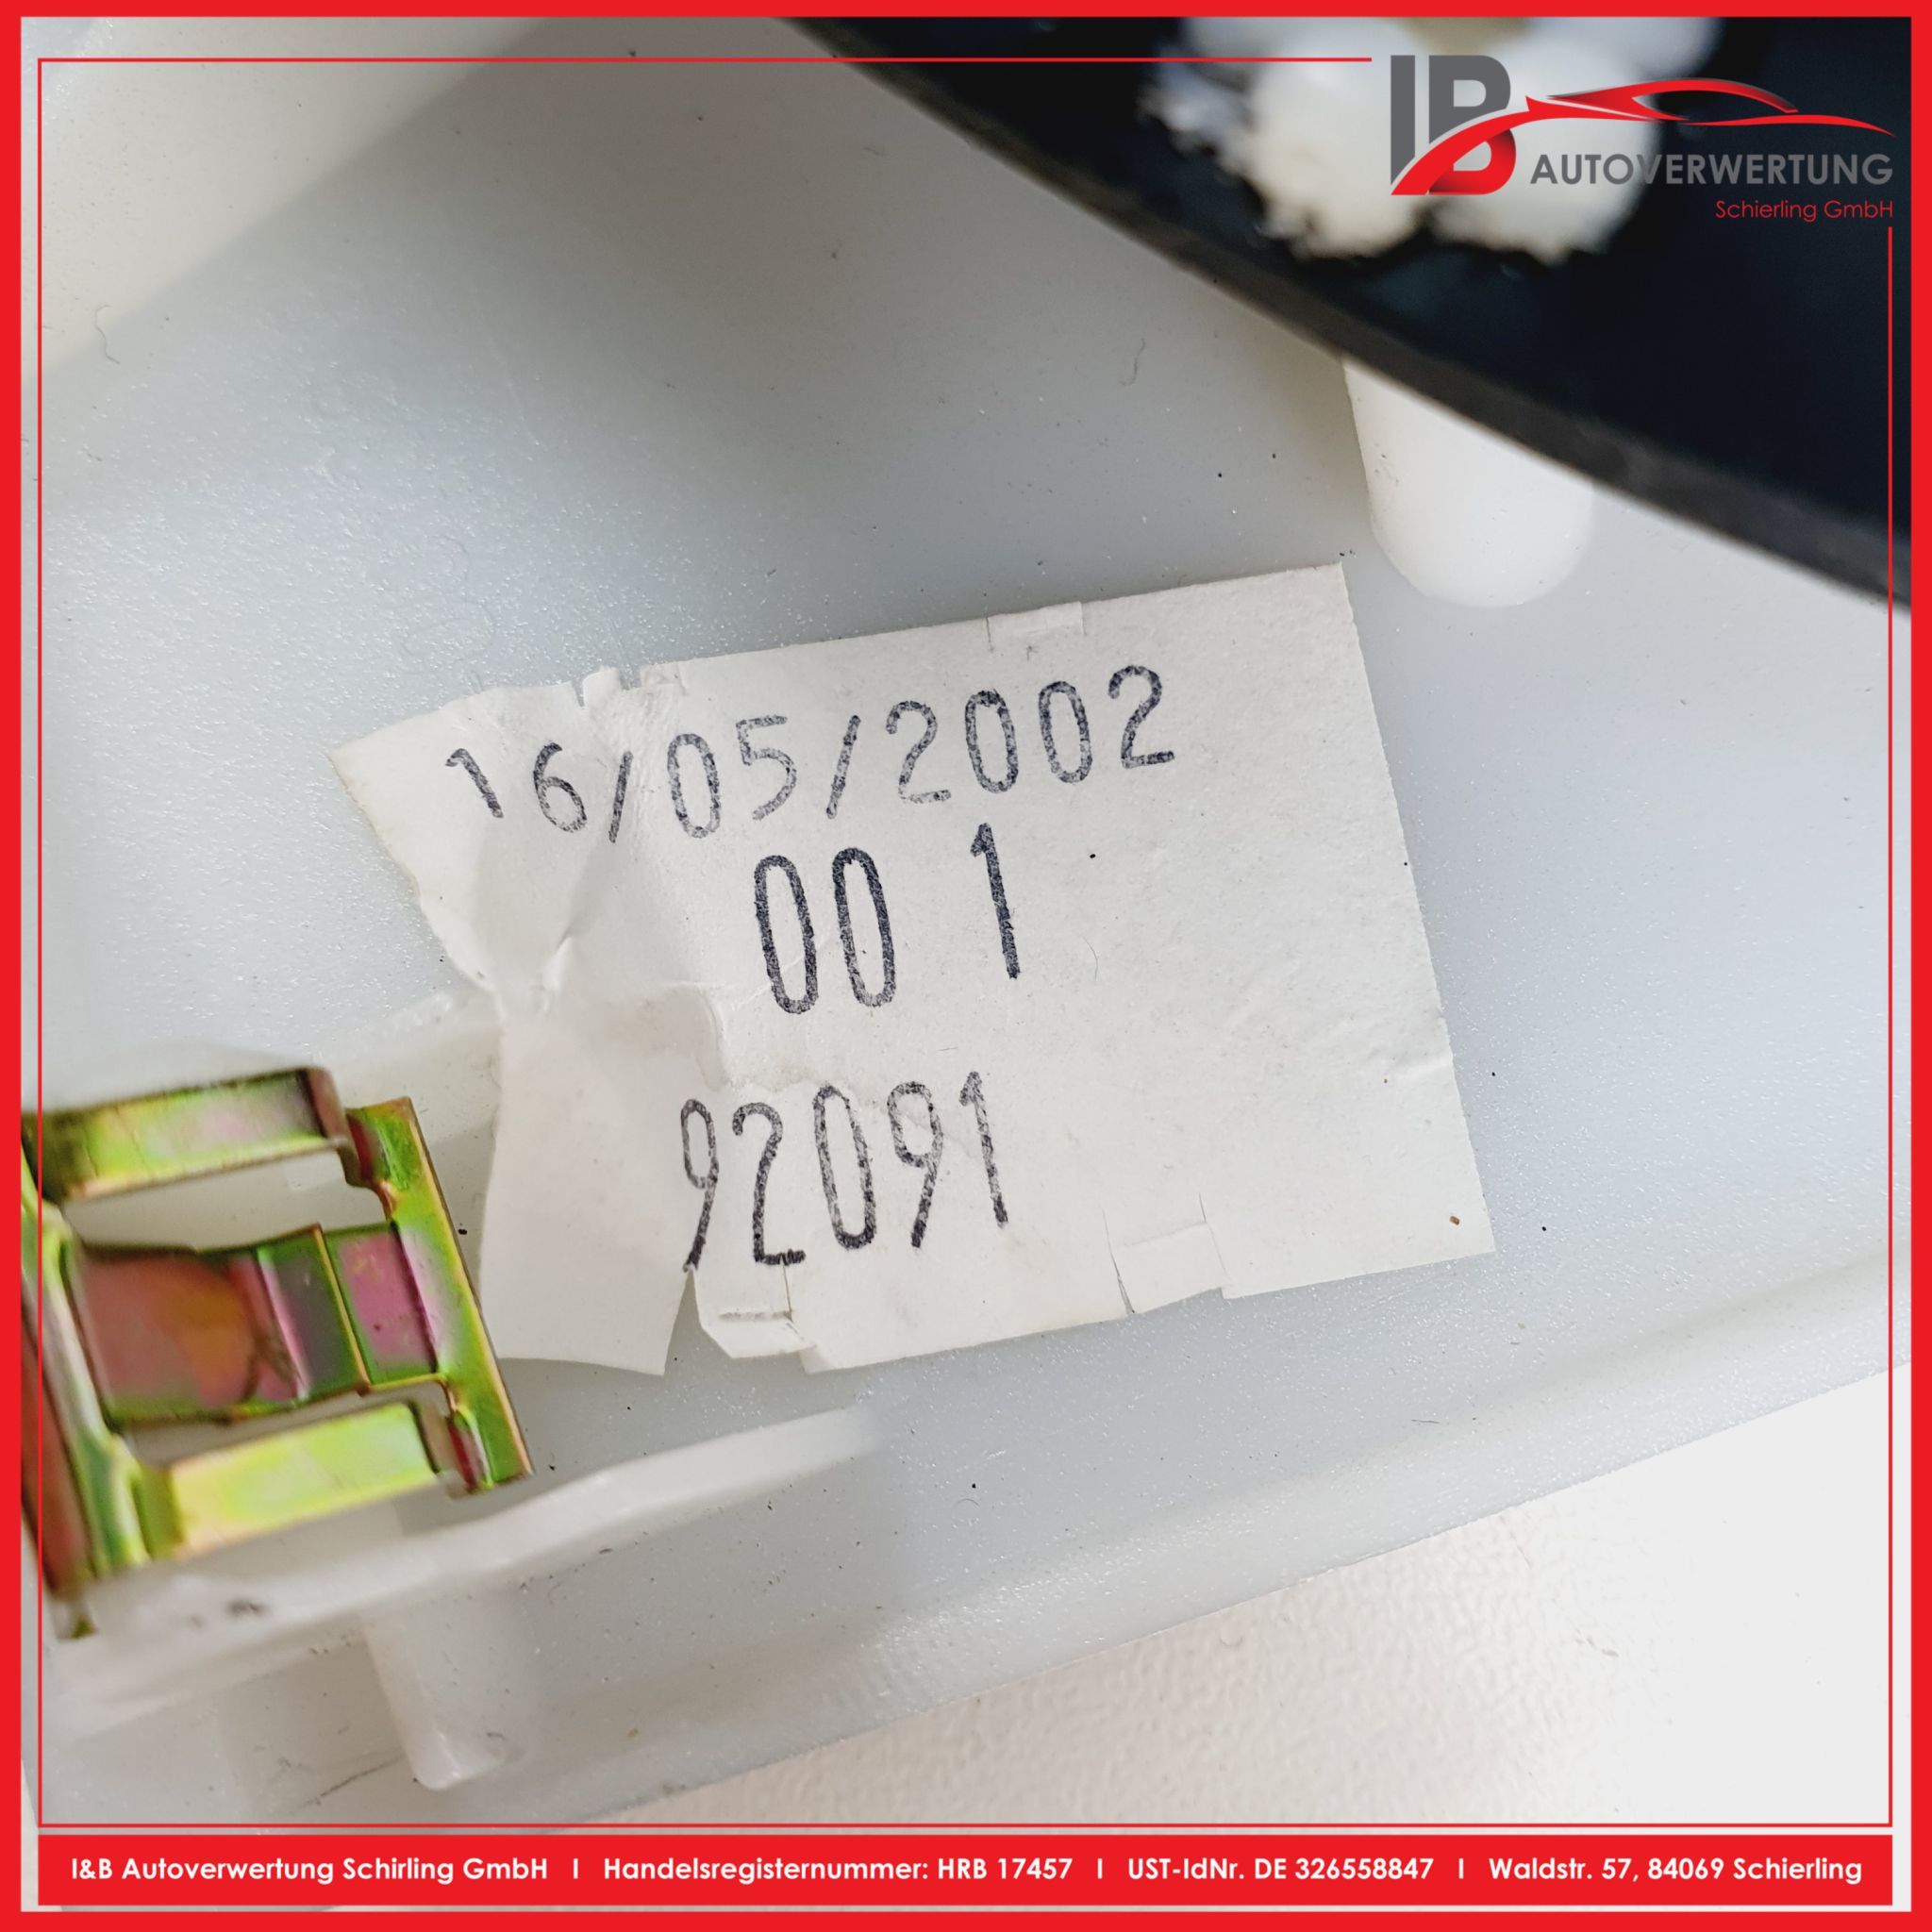 IB
AUTOVERWERTUNG
Schierling GmbH
16/05/2002
00 1
92091
I&B Autoverwertung Schirling GmbH I Handelsregisternummer: HRB 17457 I UST-IdNr. DE 326558847 I Waldstr. 57, 84069 Schierling